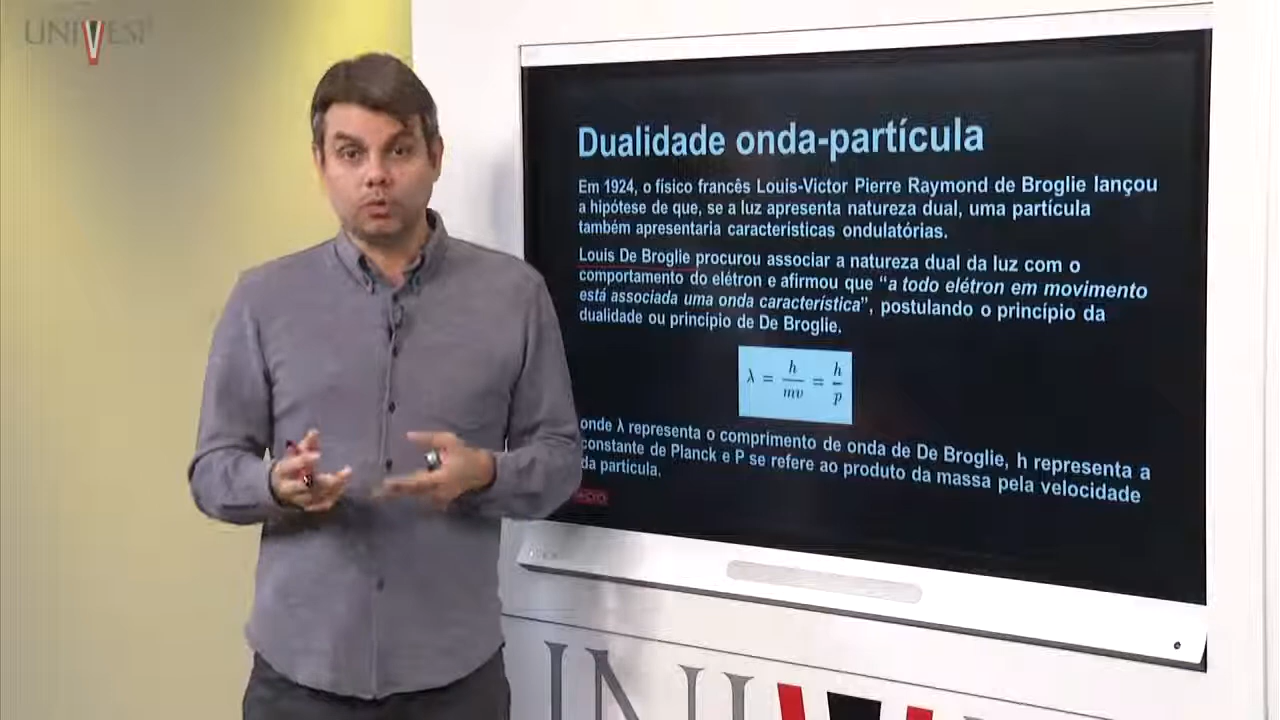 UNIVESP
Dualidade onda-partícula
Em 1924, o físico francês Louis-Victor Pierre Raymond de Broglie lançou
a hipótese de que, se a luz apresenta natureza dual, uma partícula
também apresentaria características ondulatórias.
Louis De Broglie procurou associar a natureza dual da luz com o
comportamento do elétron e afirmou que “a todo elétron em movimento
está associada uma onda característica”, postulando o princípio da
dualidade ou princípio de De Broglie.
λ = h/mv = h/p
onde λ representa o comprimento de onda de De Broglie, h representa a
constante de Planck e P se refere ao produto da massa pela velocidade
da partícula.